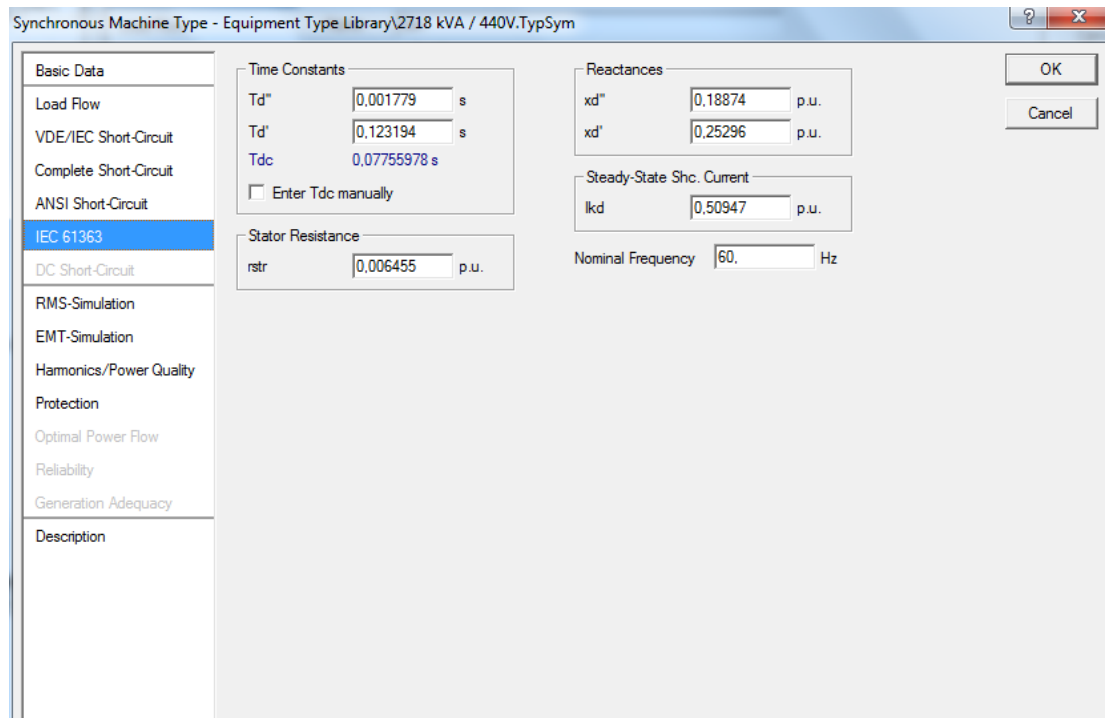 Synchronous Machine Type - Equipment Type Library\2718 kVA / 440V.TypSym
?
X
Basic Data
Load Flow
VDE/IEC Short-Circuit
Complete Short-Circuit
ANSI Short-Circuit
IEC 61363
DC Short-Circuit
RMS-Simulation
EMT-Simulation
Harmonics/Power Quality
Protection
Optimal Power Flow
Reliability
Generation Adequacy
Description
Time Constants
Td" 0,001779 s
Td' 0,123194 s
Tdc 0,07755978 s
Enter Tdc manually
Stator Resistance
rstr 0,006455 p.u.
Reactances
xd" 0,18874 p.u.
xd' 0,25296 p.u.
Steady-State Shc. Current
Ikd 0,50947 p.u.
Nominal Frequency 60, Hz
OK
Cancel